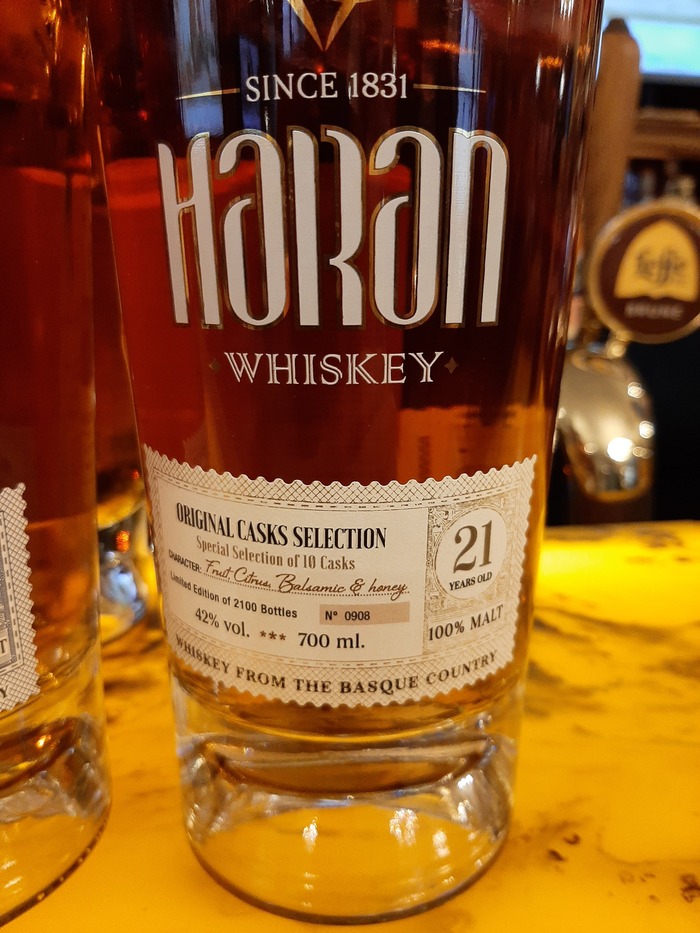 SINCE 1831
HaRan
WHISKEY
ORIGINAL CASKS SELECTION
Special Selection of 10 Casks
CHARACTER: Fruit Citrus, Balsamic & honey
Limited Edition of 2100 Bottles
Nº 0908
42% vol. *** 700 ml.
21
YEARS OLD
100% MALT
WHISKEY FROM THE BASQUE COUNTRY
Leffe